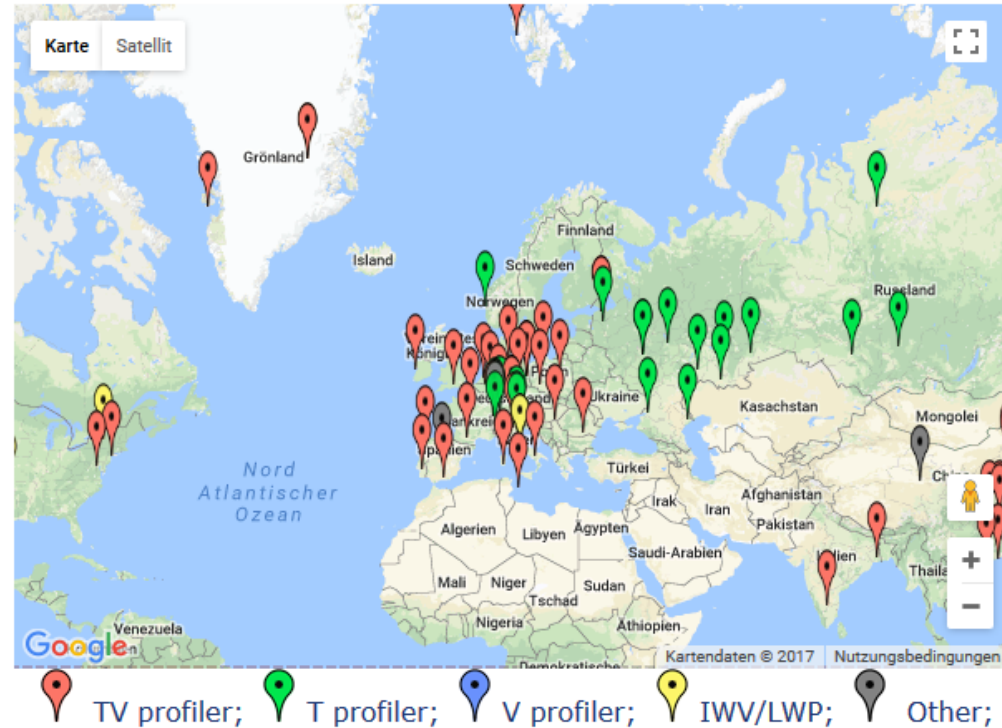 Karte Satellit
Grönland
Finnland
Island
Schweden
Norwegen
Russland
Ukraine
Kasachstan
Mongolei
Nord
Atlantischer
Ozean
Türkei
Afghanistan
Irak
Iran
Pakistan
Algerien
Libyen
Ägypten
Saudi-Arabien
Mali
Niger
Sudan
Tschad
Nigeria
Äthiopien
Venezuela
Google
Kartendaten © 2017 Nutzungsbedingungen
TV profiler; T profiler; V profiler; IWV/LWP; Other;